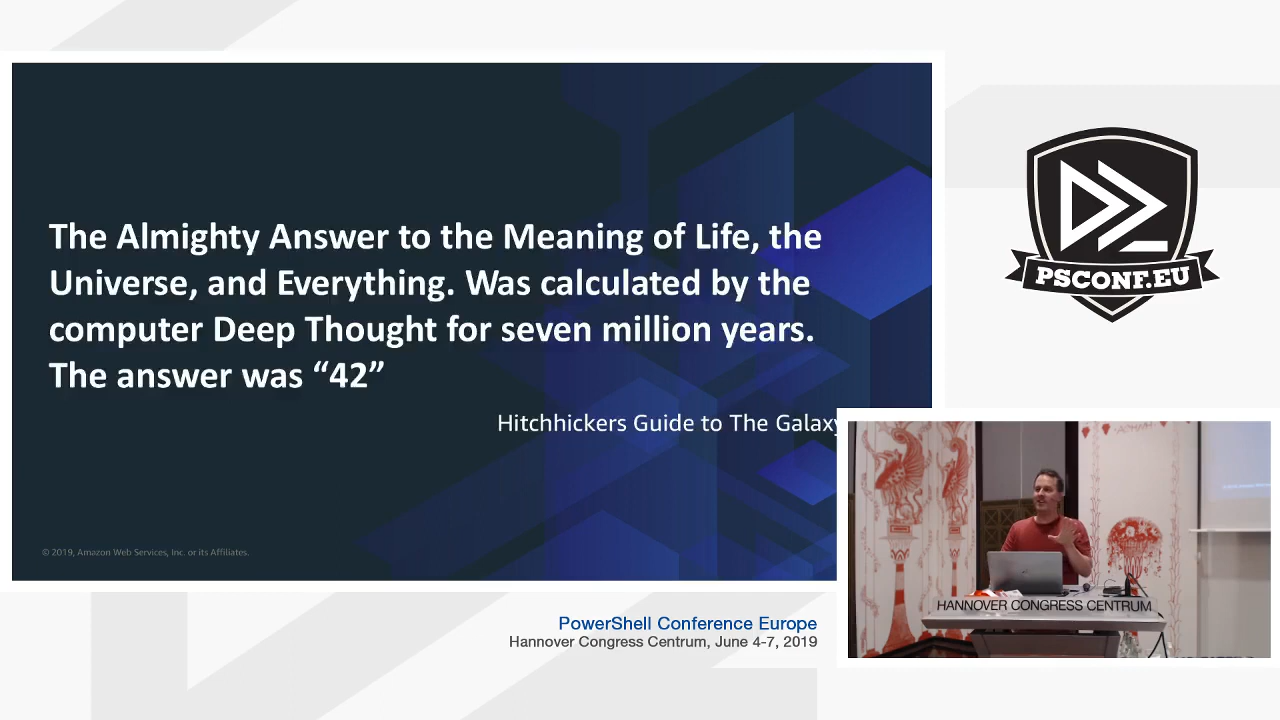 The Almighty Answer to the Meaning of Life, the
Universe, and Everything. Was calculated by the
computer Deep Thought for seven million years.
The answer was “42”
Hitchhickers Guide to The Galaxy
© 2019, Amazon Web Services, Inc. or its Affiliates.
PSCONF.EU
HANNOVER CONGRESS CENTRUM
PowerShell Conference Europe
Hannover Congress Centrum, June 4-7, 2019